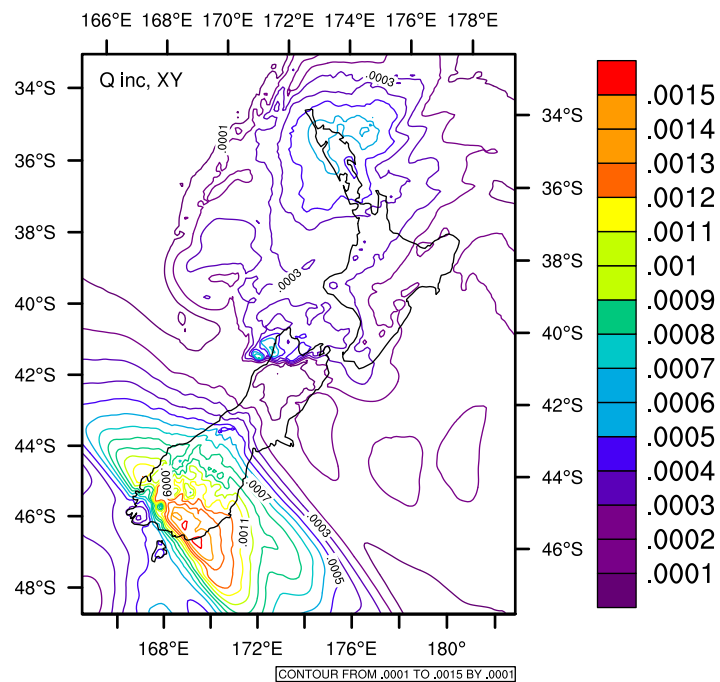 166°E 168°E 170°E 172°E 174°E 176°E 178°E
Q inc, XY
34°S
36°S
38°S
40°S
42°S
44°S
46°S
48°S
34°S
36°S
38°S
40°S
42°S
44°S
46°S
.0003
.0001
.0003
.0009
.0007
.0011
.0003
.0005
168°E 172°E 176°E 180°
CONTOUR FROM .0001 TO .0015 BY .0001
.0015
.0014
.0013
.0012
.0011
.001
.0009
.0008
.0007
.0006
.0005
.0004
.0003
.0002
.0001